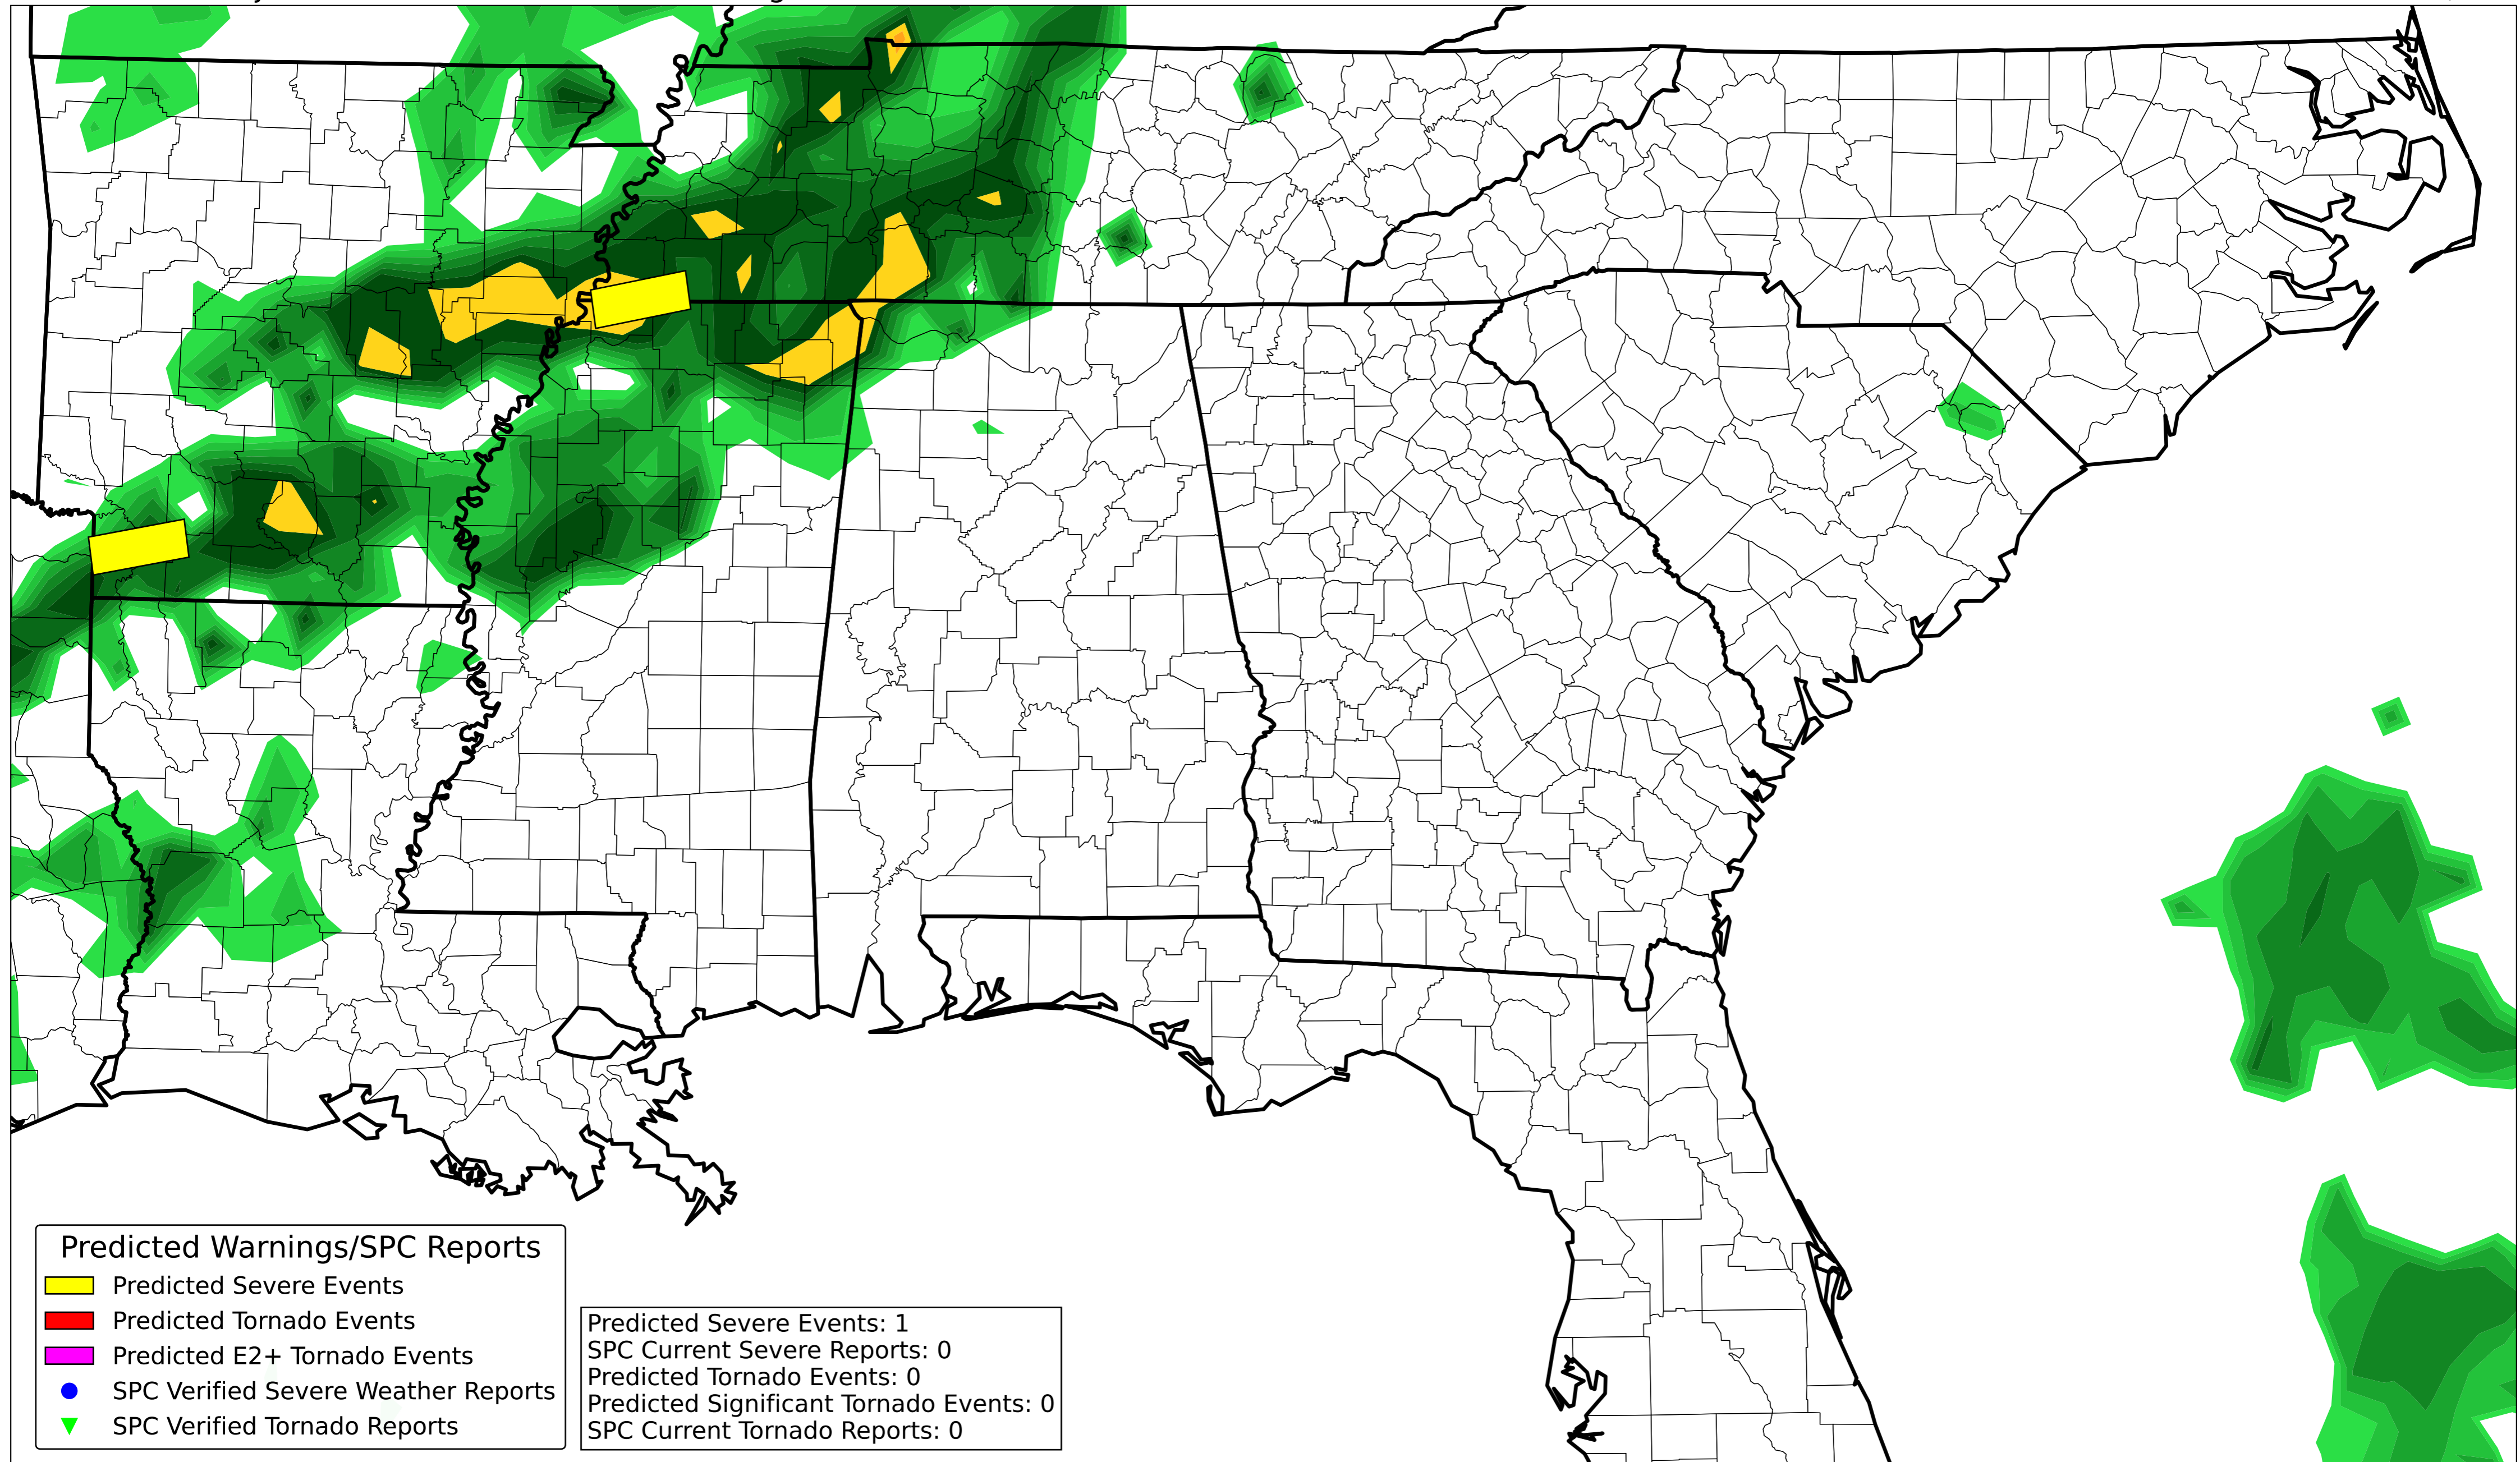 Predicted Warnings/SPC Reports
Predicted Severe Events
Predicted Tornado Events
Predicted E2+ Tornado Events
SPC Verified Severe Weather Reports
SPC Verified Tornado Reports
Predicted Severe Events: 1
SPC Current Severe Reports: 0
Predicted Tornado Events: 0
Predicted Significant Tornado Events: 0
SPC Current Tornado Reports: 0